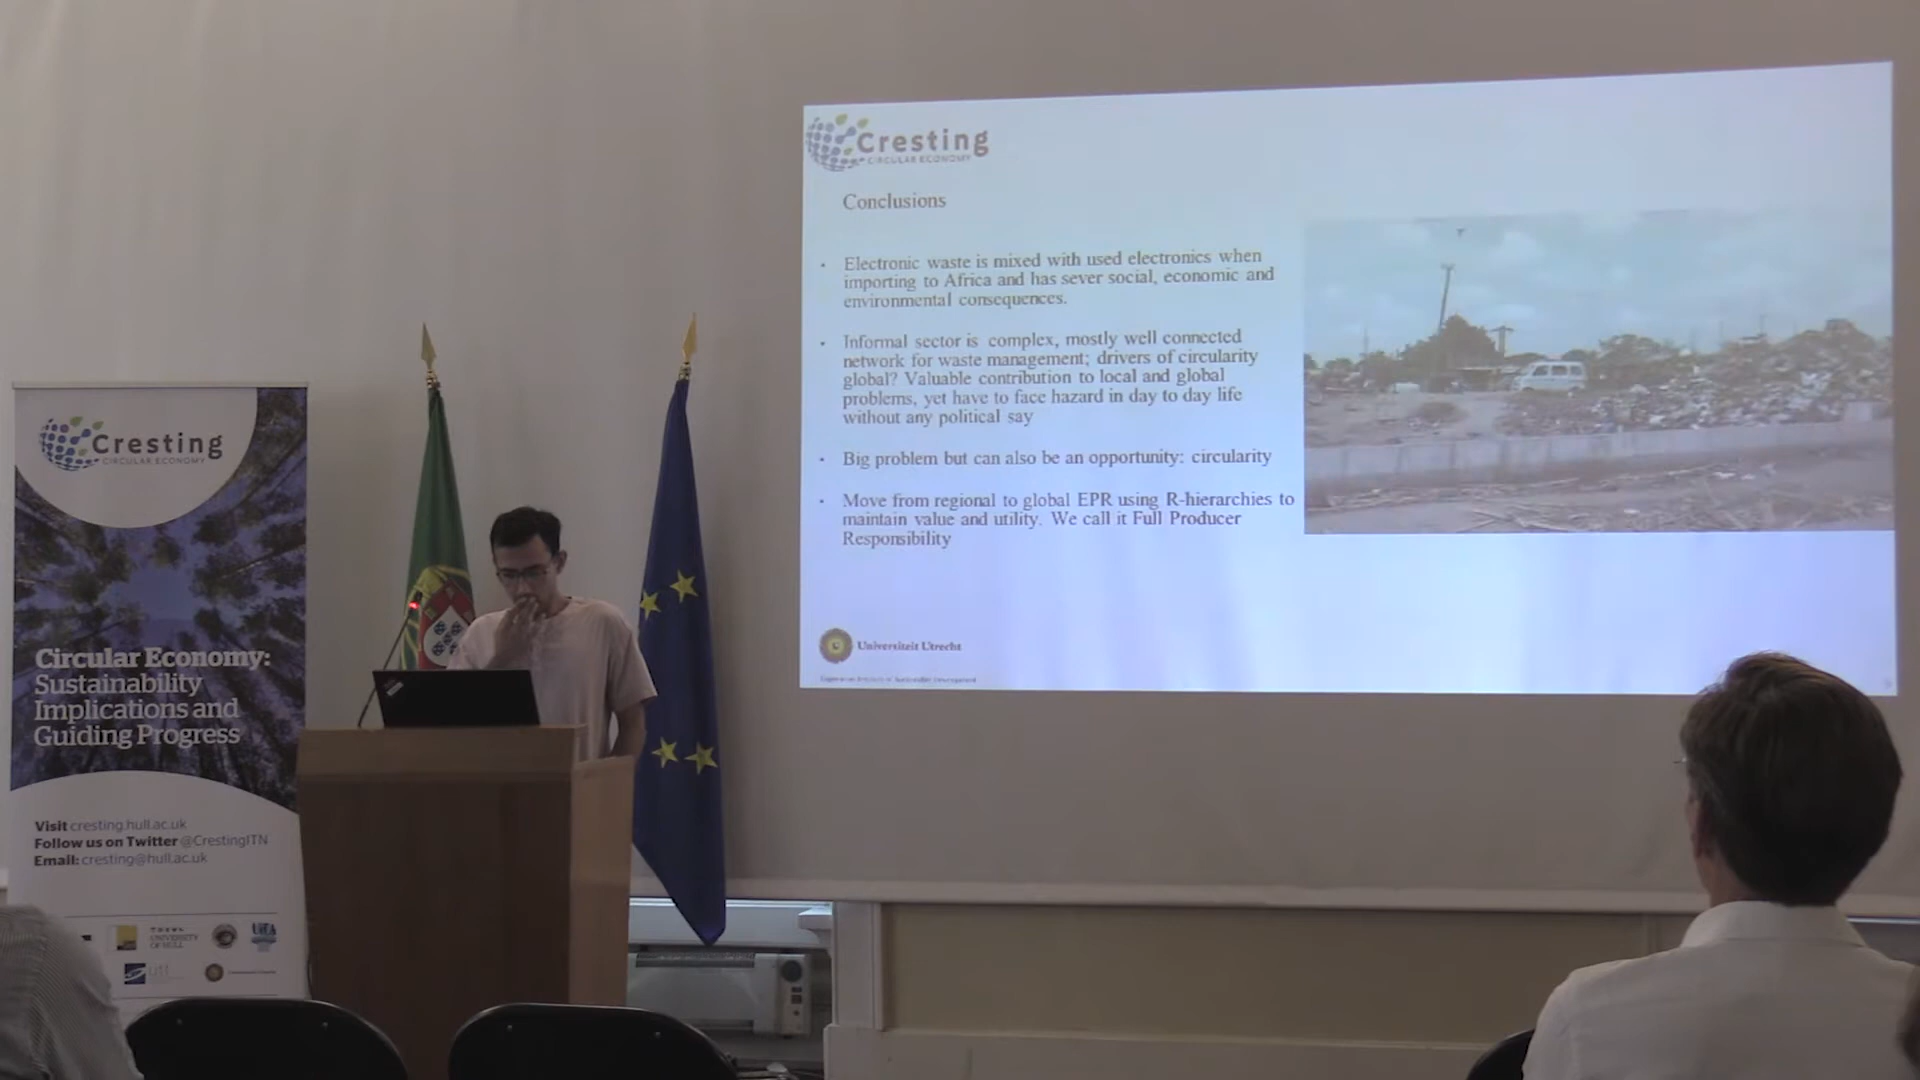 Cresting
CIRCULAR ECONOMY
Conclusions
• Electronic waste is mixed with used electronics when
importing to Africa and has sever social, economic and
environmental consequences.
• Informal sector is complex, mostly well connected
network for waste management; drivers of circularity
global? Valuable contribution to local and global
problems, yet have to face hazard in day to day life
without any political say
• Big problem but can also be an opportunity: circularity
• Move from regional to global EPR using R-hierarchies to
maintain value and utility. We call it Full Producer
Responsibility
Universiteit Utrecht
Cresting
CIRCULAR ECONOMY
Circular Economy:
Sustainability
Implications and
Guiding Progress
Visit cresting.hull.ac.uk
Follow us on Twitter @CrestingITN
Email: cresting@hull.ac.uk
UNIVERSITY
OF HULL